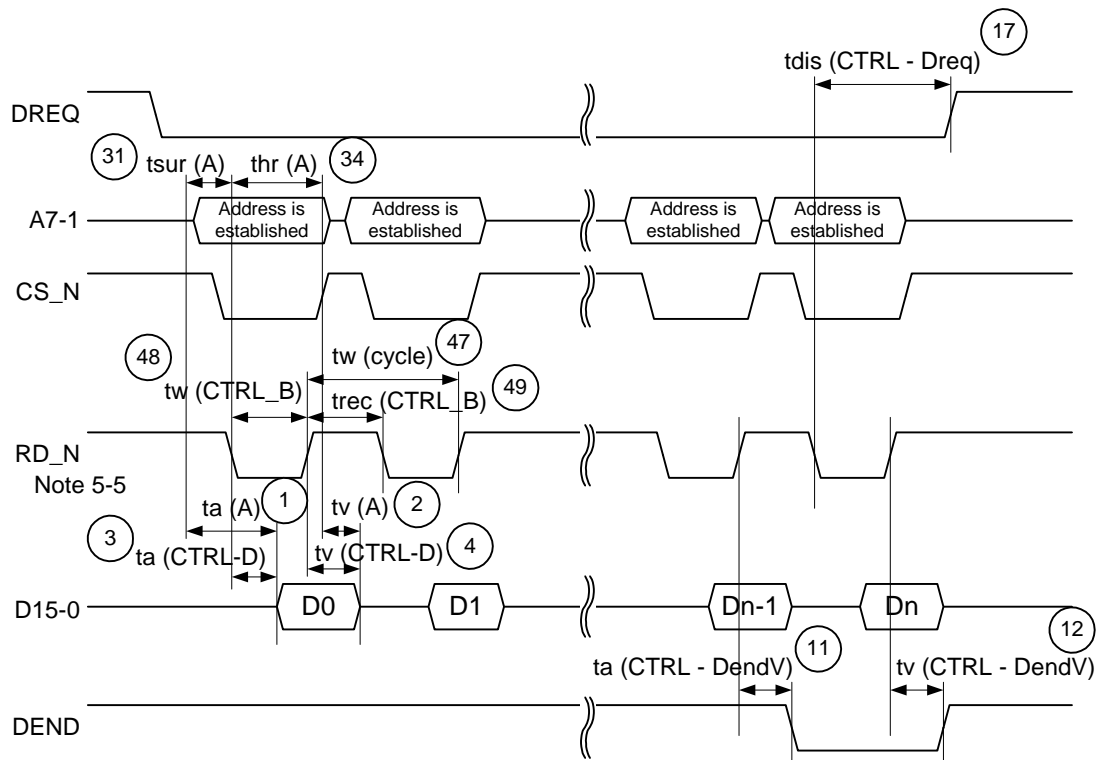 17
tdis (CTRL - Dreq)
DREQ
31
tsur (A)
thr (A)
34
A7-1
Address is
established
Address is
established
Address is
established
Address is
established
CS_N
47
tw (cycle)
48
tw (CTRL_B)
trec (CTRL_B)
49
RD_N
Note 5-5
1
ta (A)
tv (A)
2
3
ta (CTRL-D)
tv (CTRL-D)
4
D15-0
D0
D1
Dn-1
Dn
11
12
ta (CTRL - DendV)
tv (CTRL - DendV)
DEND